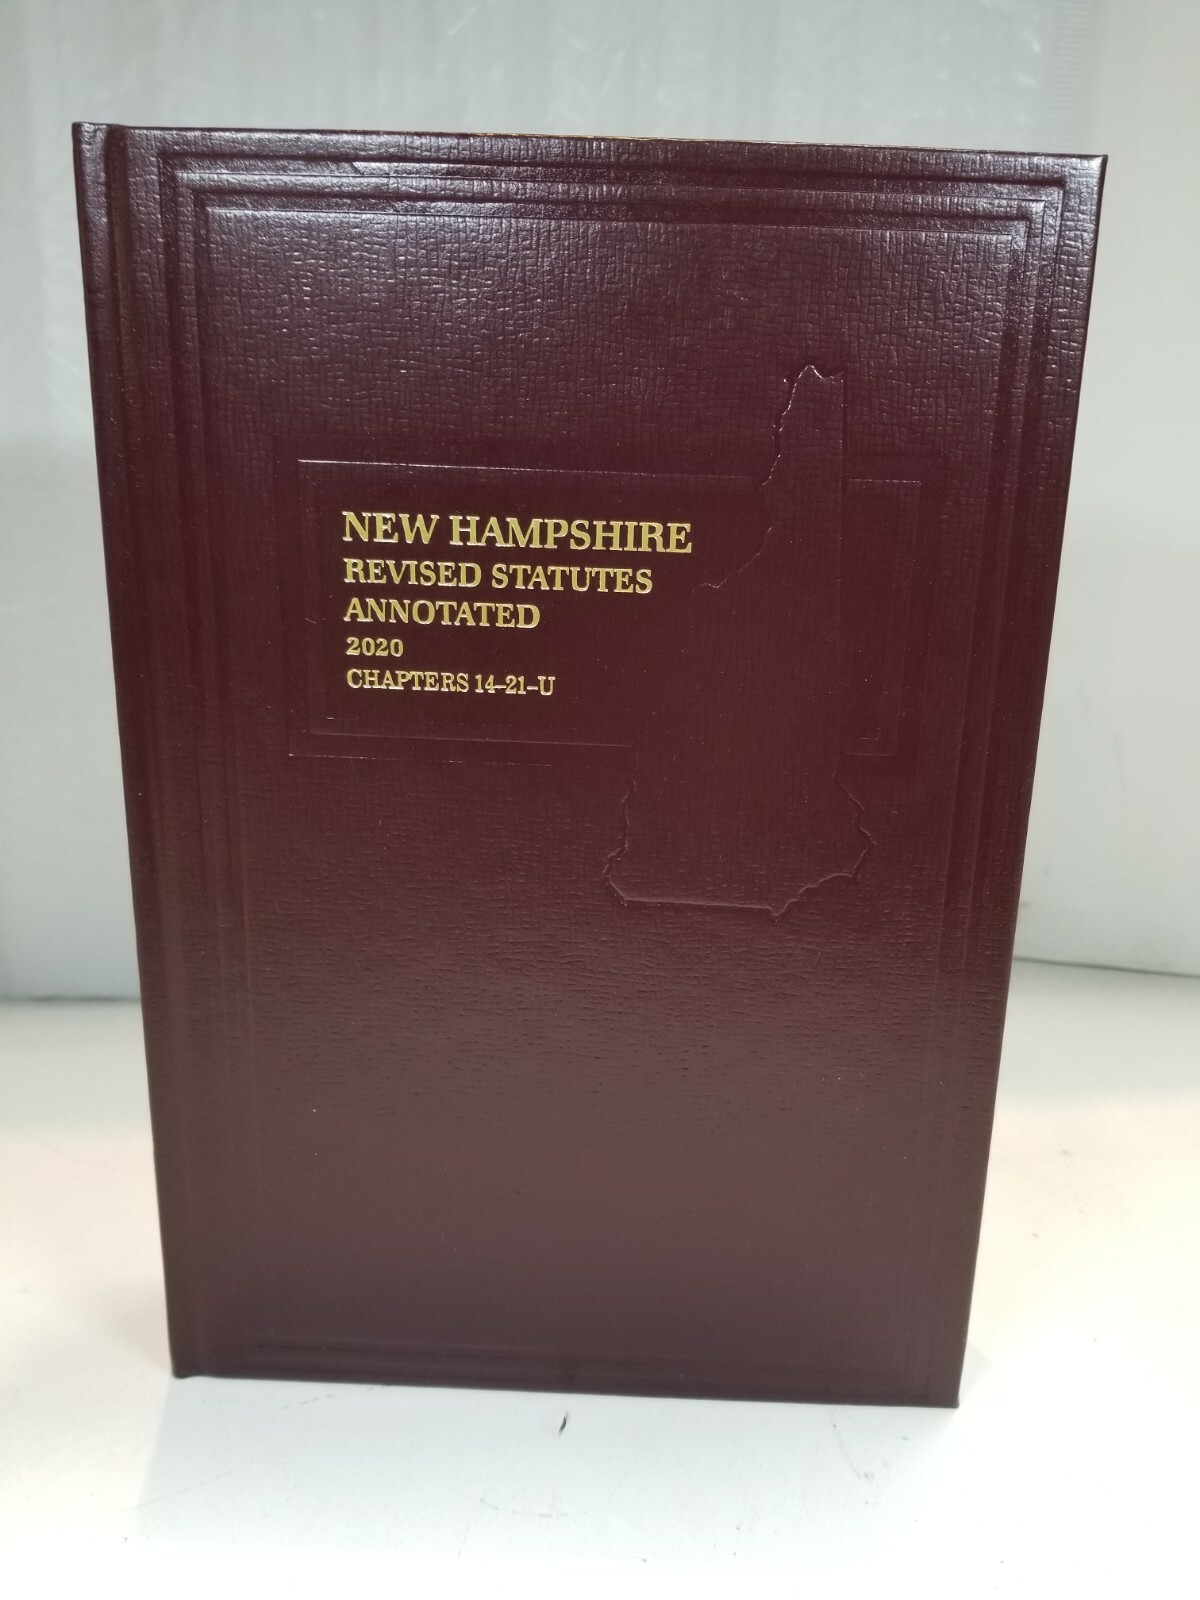 NEW HAMPSHIRE
REVISED STATUTES
ANNOTATED
2020
CHAPTERS 14–21–U